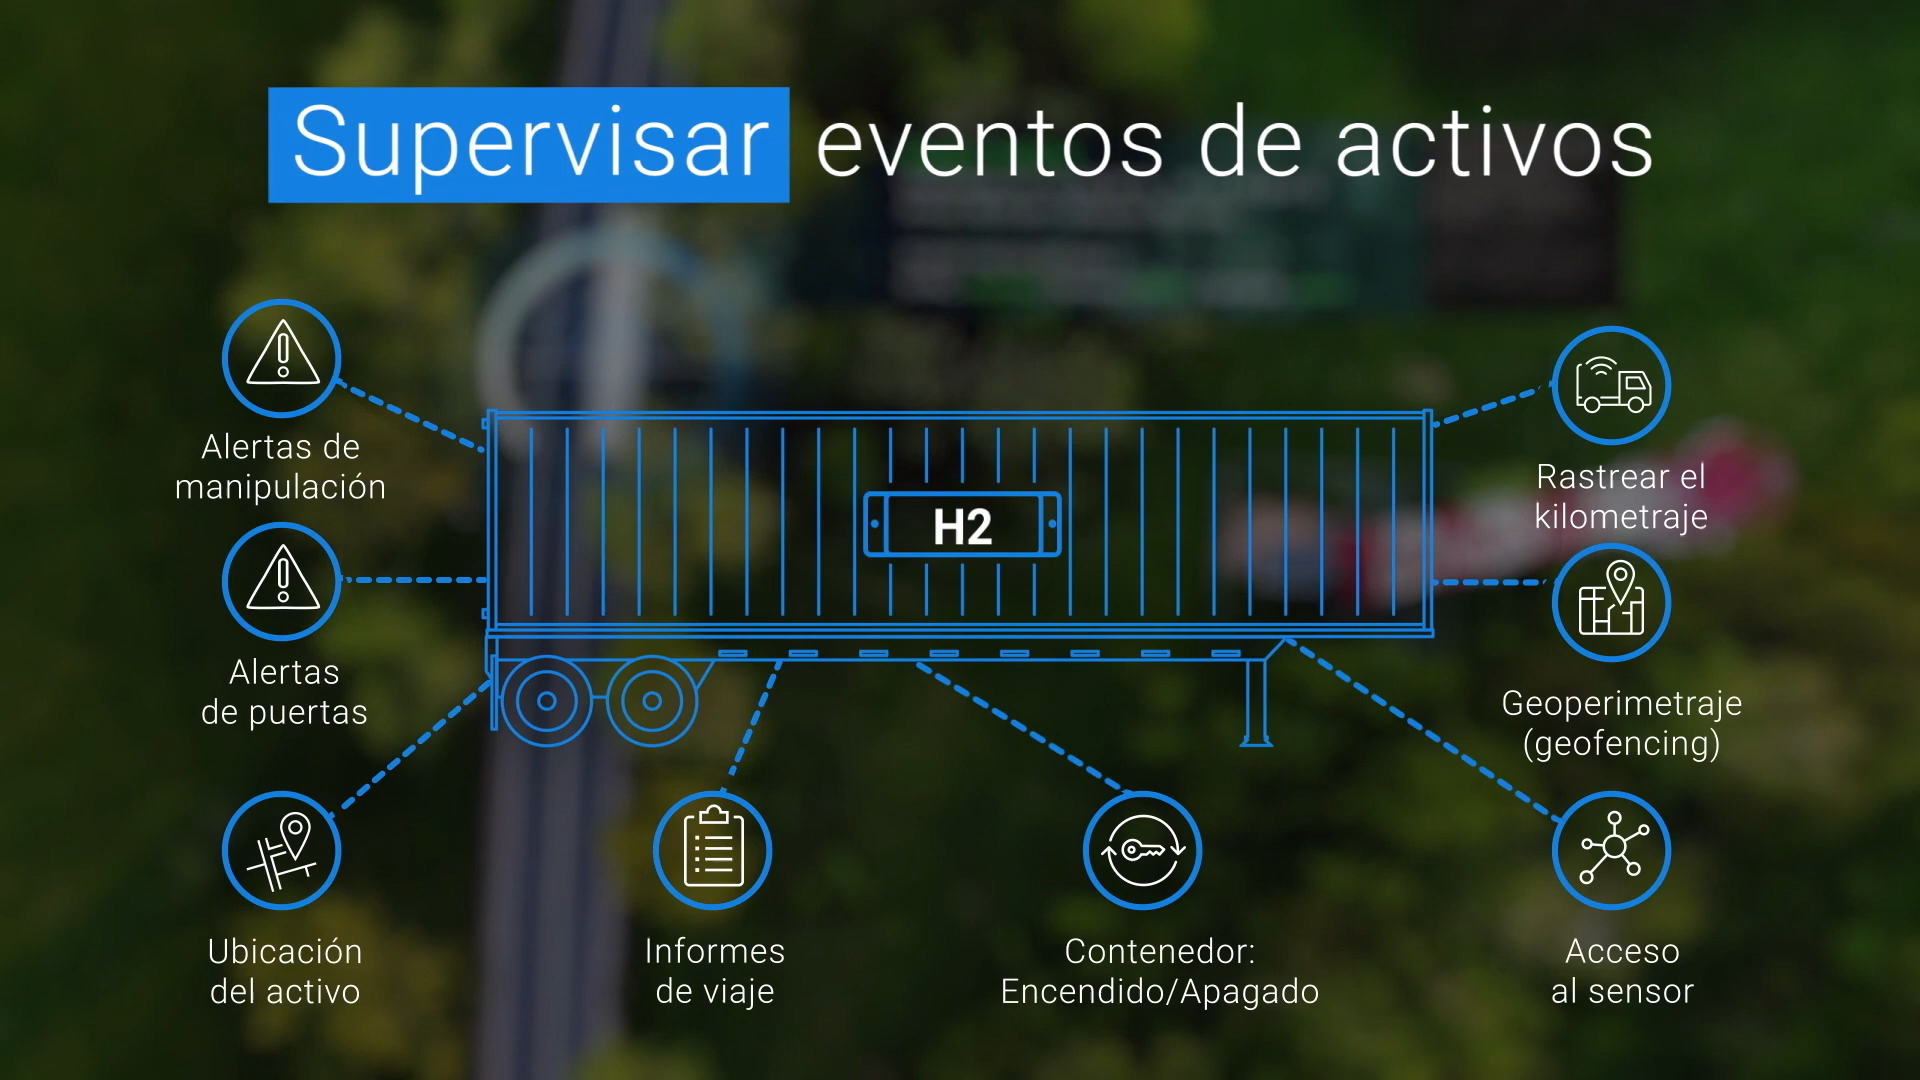 Supervisar eventos de activos
Alertas de
manipulación
Rastrear el
kilometraje
H2
Alertas
de puertas
Geoperimetraje
(geofencing)
Ubicación
del activo
Informes
de viaje
Contenedor:
Encendido/Apagado
Acceso
al sensor